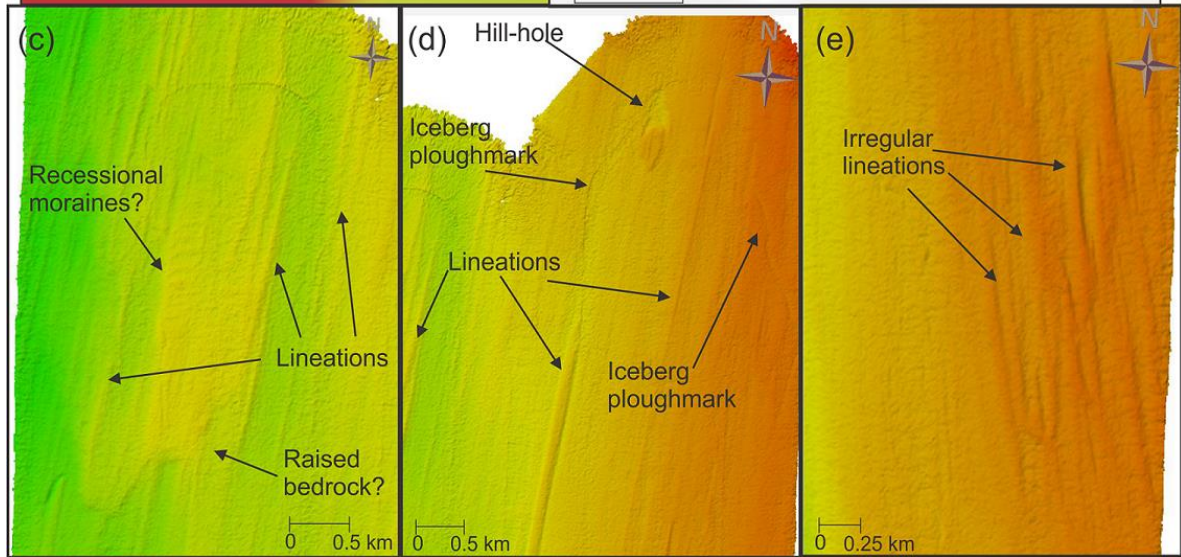 (c)
N
Recessional
moraines?
Lineations
Raised
bedrock?
0 0.5 km
(d)
Hill-hole
N
Iceberg
ploughmark
Lineations
Iceberg
ploughmark
0 0.5 km
(e)
N
Irregular
lineations
0 0.25 km